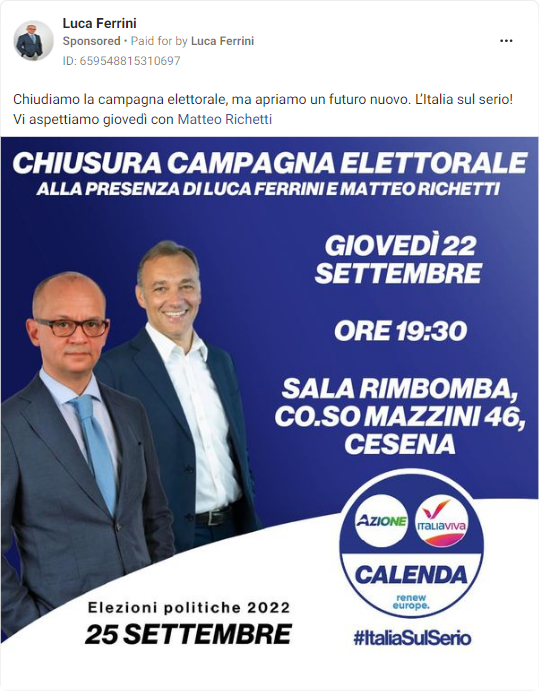 Luca Ferrini
Sponsored • Paid for by Luca Ferrini
ID: 659548815310697
Chiudiamo la campagna elettorale, ma apriamo un futuro nuovo. L'Italia sul serio!
Vi aspettiamo giovedì con Matteo Richetti
CHIUSURA CAMPAGNA ELETTORALE
ALLA PRESENZA DI LUCA FERRINI E MATTEO RICHETTI
GIOVEDÌ 22
SETTEMBRE
ORE 19:30
SALA RIMBOMBA,
CO.SO MAZZINI 46,
CESENA
AZIONE
ITALIAVIVA
CALENDA
renew
europe.
Elezioni politiche 2022
25 SETTEMBRE
#ItaliaSulSerio